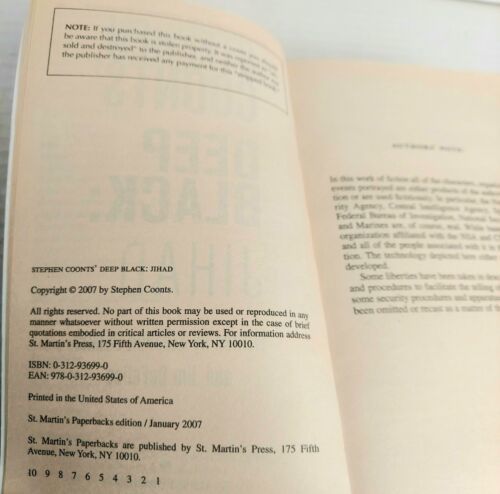 NOTE: If you purchased this book without a cover you should
be aware that this book is stolen property. It was reported as "un-
sold and destroyed" to the publisher, and neither the author nor
the publisher has received any payment for this "stripped book."
DEEP
BLACK:
STEPHEN COONTS' DEEP BLACK: JIHAD
Copyright © 2007 by Stephen Coonts.
All rights reserved. No part of this book may be used or reproduced in any
manner whatsoever without written permission except in the case of brief
quotations embodied in critical articles or reviews. For information address
St. Martin's Press, 175 Fifth Avenue, New York, NY 10010.
ISBN: 0-312-93699-0
EAN: 978-0-312-93699-0
Printed in the United States of America
St. Martin's Paperbacks edition / January 2007
St. Martin's Paperbacks are published by St. Martin's Press, 175 Fifth
Avenue, New York, NY 10010.
10 9 8 7 6 5 4 3 2 1
In this work of fiction all of the characters,
events portrayed are either products of the
tion or are used fictitiously. In particular, the
rity Agency, Central Intelligence Agency,
Federal Bureau of Investigation, National
and Marines are, of course, real. While
organization affiliated with the NSA and
and all of the people associated with it is
tion. The technology depicted here either
developed.
Some liberties have been taken in
and procedures to facilitate the telling of
some security procedures and
been omitted or recast as a matter of the